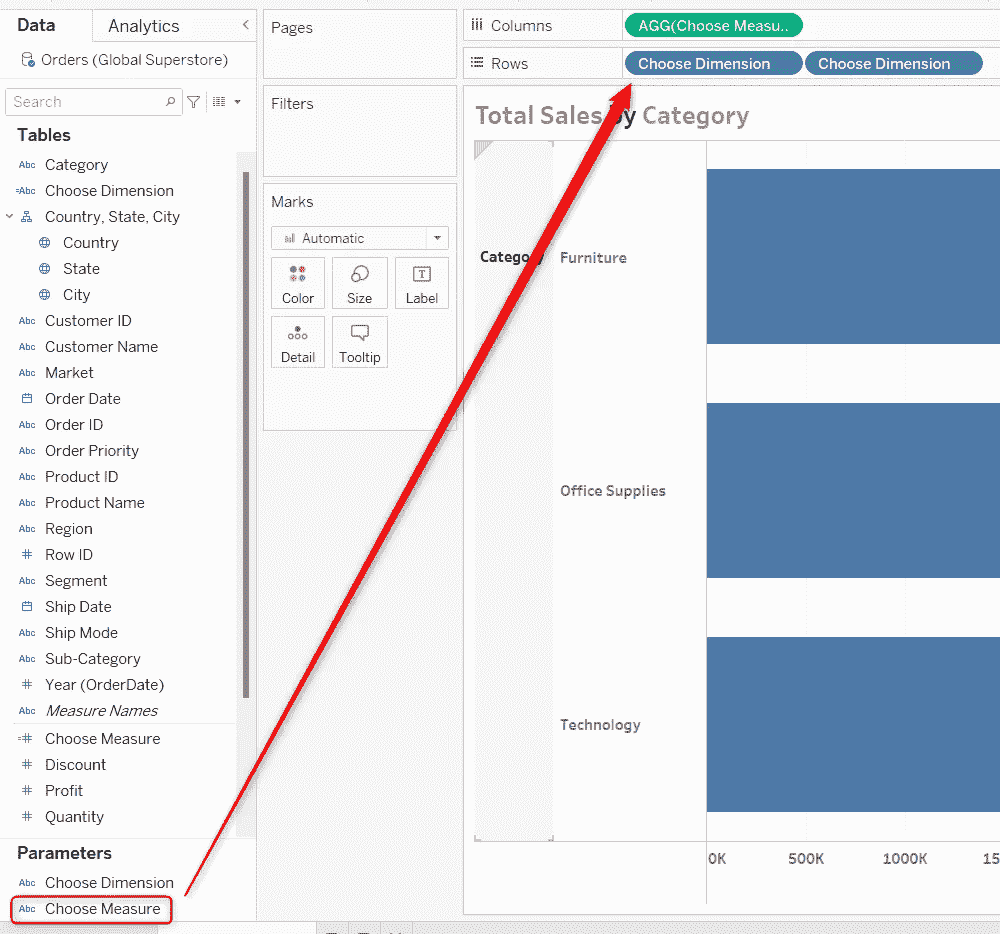 Data
Analytics
Orders (Global Superstore)
Search
Tables
Abc Category
=Abc Choose Dimension
Country, State, City
Country
State
City
Abc Customer ID
Abc Customer Name
Abc Market
Order Date
Abc Order ID
Abc Order Priority
Abc Product ID
Abc Product Name
Abc Region
# Row ID
Abc Segment
Ship Date
Abc Ship Mode
Abc Sub-Category
# Year (OrderDate)
Abc Measure Names
=# Choose Measure
# Discount
# Profit
# Quantity
Parameters
Abc Choose Dimension
Abc Choose Measure
Pages
Filters
Marks
Automatic
Color
Size
T
Label
Detail
Tooltip
Columns
AGG(Choose Measu..
Rows
Choose Dimension
Choose Dimension
Total Sales by Category
Category
Furniture
Office Supplies
Technology
0K
500K
1000K
15